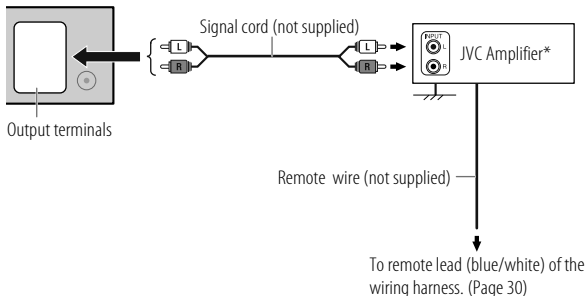 Signal cord (not supplied)
L
R
L
R
INPUT
L
R
JVC Amplifier*
Output terminals
Remote wire (not supplied)
To remote lead (blue/white) of the
wiring harness. (Page 30)